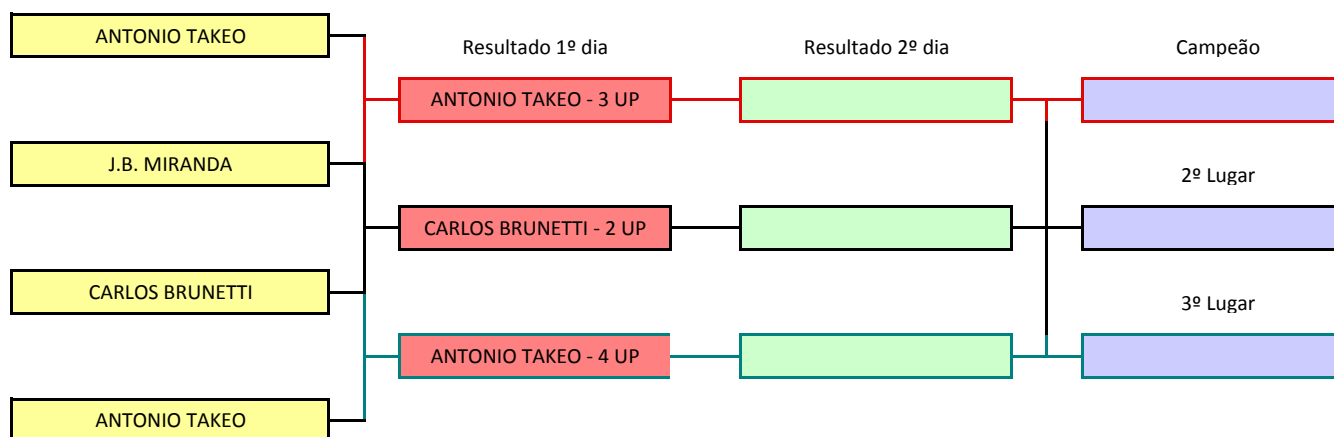 ANTONIO TAKEO
Resultado 1º dia
Resultado 2º dia
Campeão
ANTONIO TAKEO - 3 UP
J.B. MIRANDA
2º Lugar
CARLOS BRUNETTI - 2 UP
CARLOS BRUNETTI
3º Lugar
ANTONIO TAKEO - 4 UP
ANTONIO TAKEO